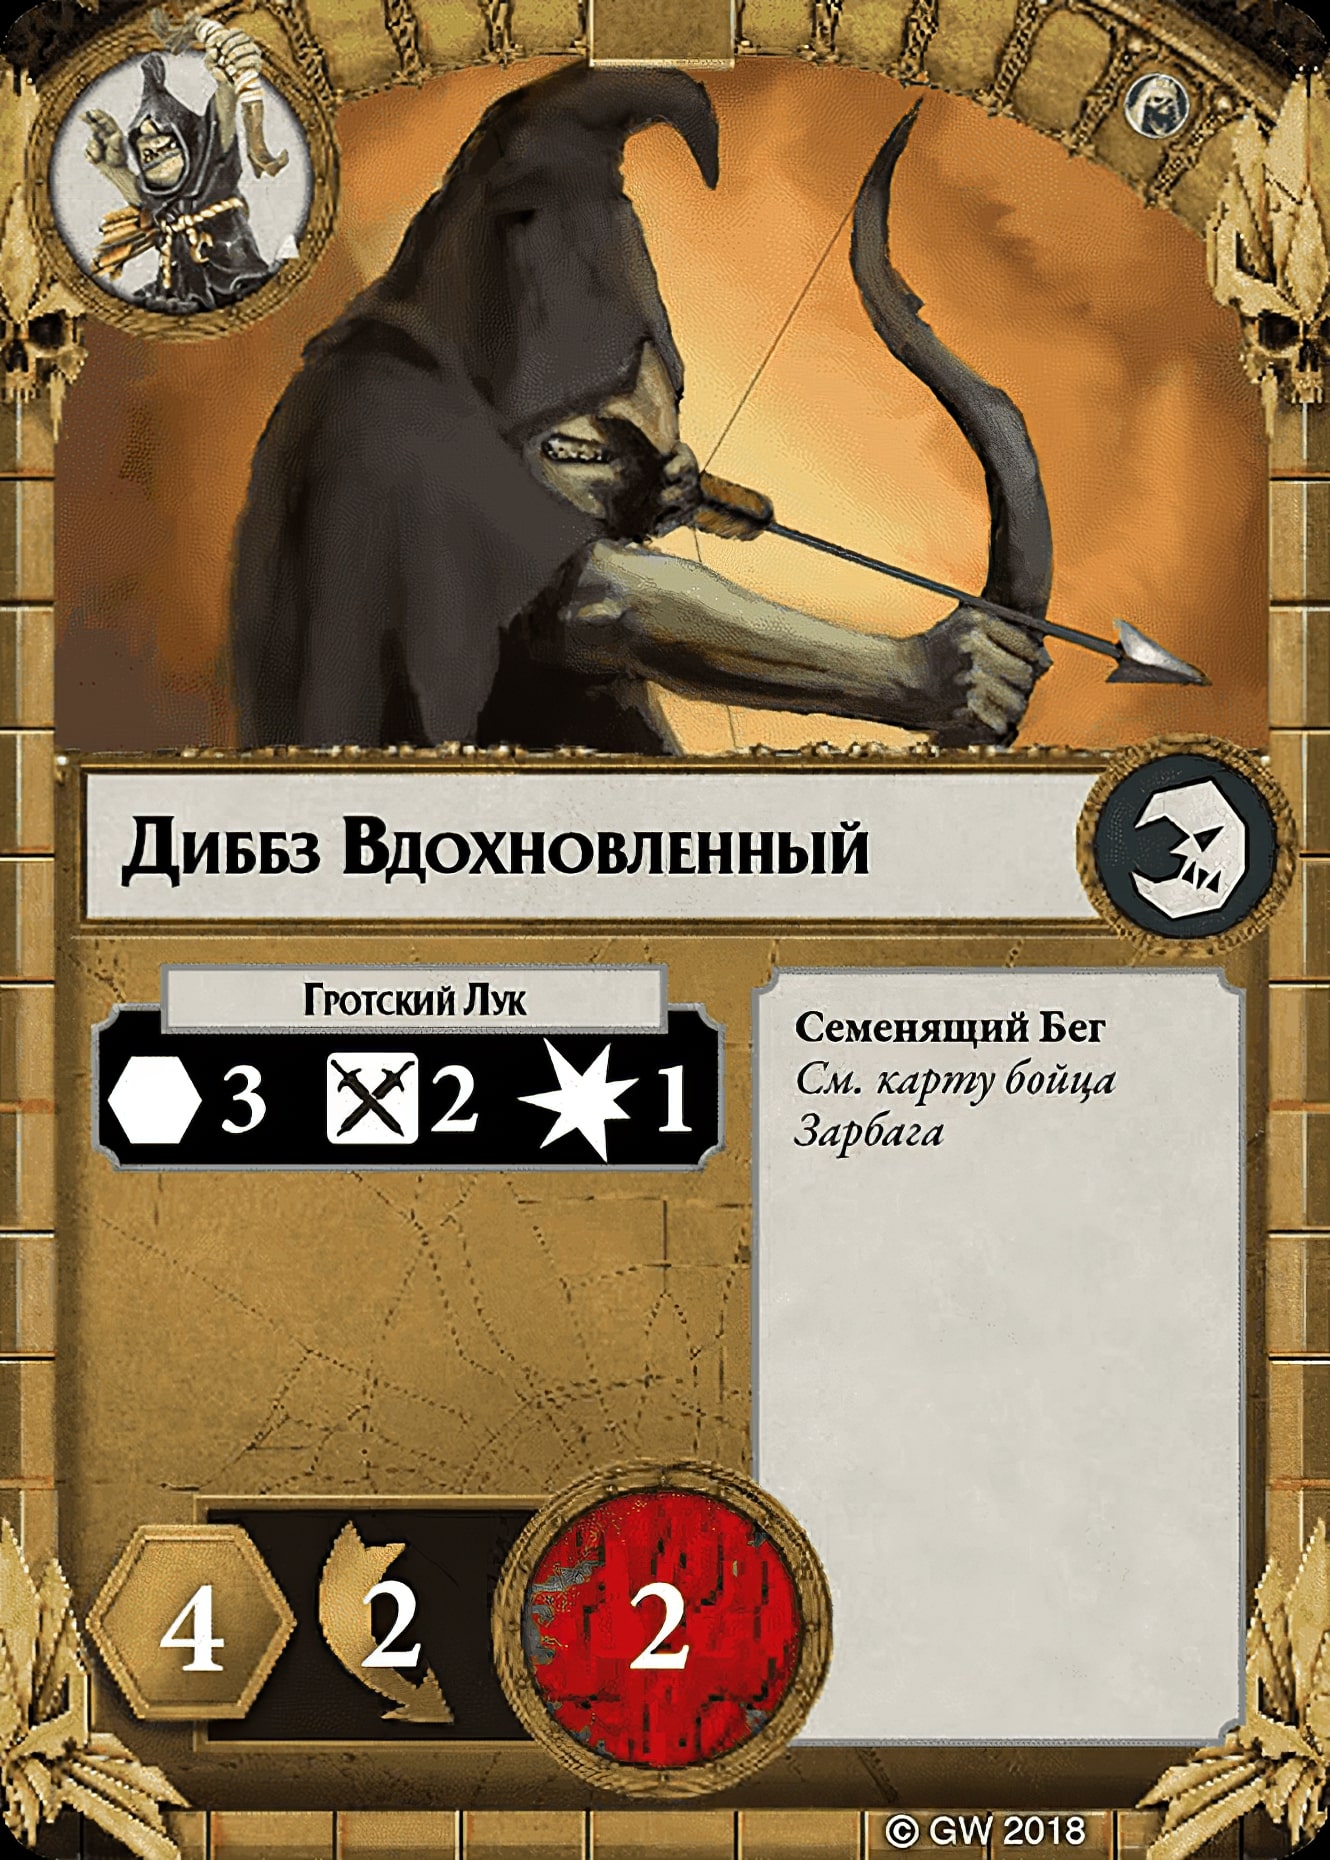 Диббз Вдохновленный
Гротский Лук
3 2 1
Семенящий Бег
См. карту бойца
Зарбага
4 2 2
© GW 2018